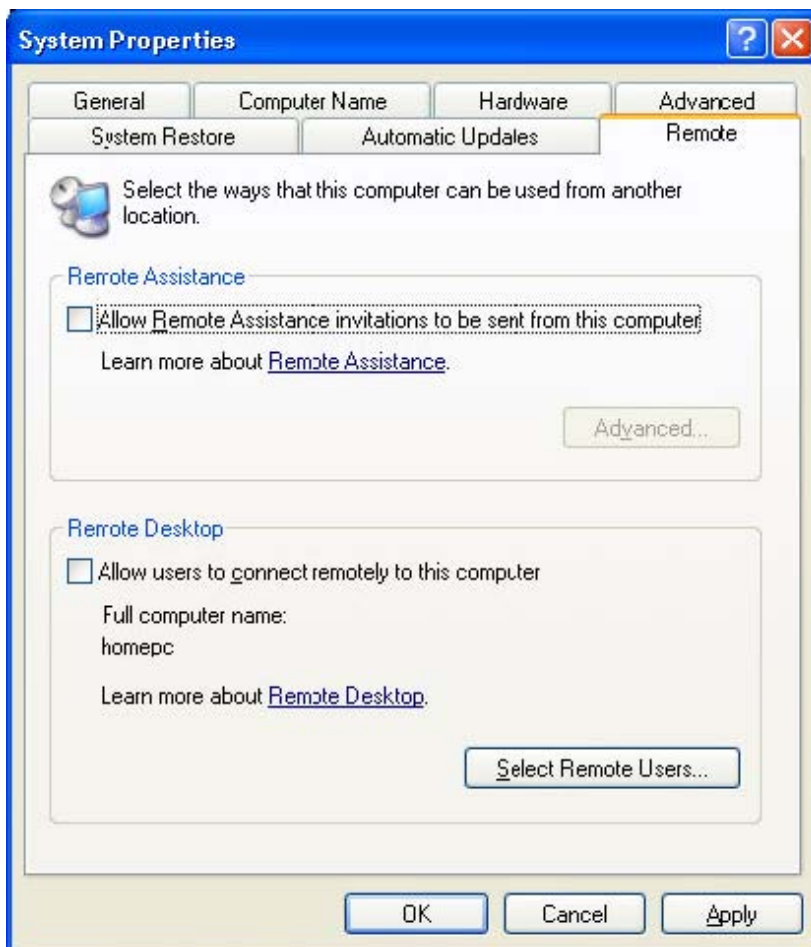 System Properties
General Computer Name Hardware Advanced
System Restore Automatic Updates Remote
Select the ways that this computer can be used from another
location.
Remote Assistance
Allow Remote Assistance invitations to be sent from this computer
Learn more about Remote Assistance.
Advanced...
Remote Desktop
Allow users to connect remotely to this computer
Full computer name:
homepc
Learn more about Remote Desktop.
Select Remote Users...
OK Cancel Apply